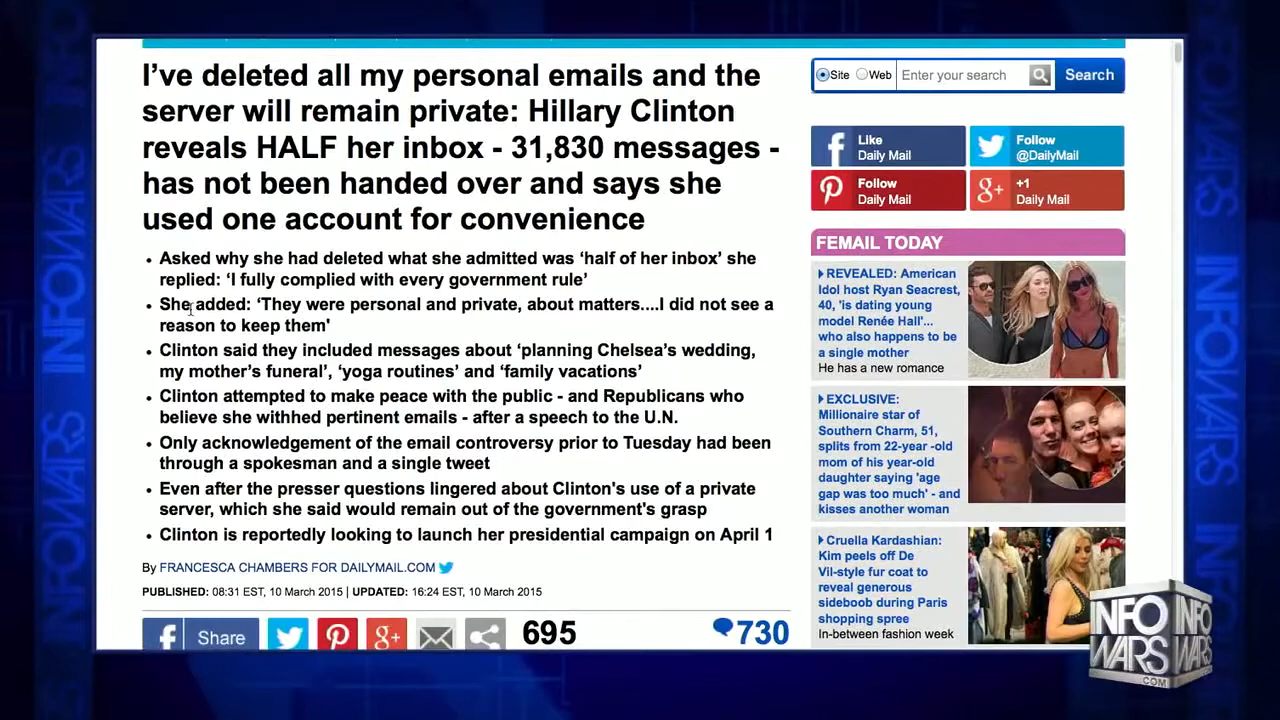 I've deleted all my personal emails and the
server will remain private: Hillary Clinton
reveals HALF her inbox - 31,830 messages -
has not been handed over and says she
used one account for convenience
• Asked why she had deleted what she admitted was ‘half of her inbox’ she
replied: ‘I fully complied with every government rule’
• She added: ‘They were personal and private, about matters....I did not see a
reason to keep them'
• Clinton said they included messages about ‘planning Chelsea’s wedding,
my mother’s funeral’, ‘yoga routines’ and ‘family vacations’
• Clinton attempted to make peace with the public - and Republicans who
believe she withhed pertinent emails - after a speech to the U.N.
• Only acknowledgement of the email controversy prior to Tuesday had been
through a spokesman and a single tweet
• Even after the presser questions lingered about Clinton's use of a private
server, which she said would remain out of the government's grasp
• Clinton is reportedly looking to launch her presidential campaign on April 1
By FRANCESCA CHAMBERS FOR DAILYMAIL.COM
PUBLISHED: 08:31 EST, 10 March 2015 | UPDATED: 16:24 EST, 10 March 2015
f Share
695
730
Site Web Enter your search Search
Like
Daily Mail
Follow
@DailyMail
Follow
Daily Mail
g+ +1
Daily Mail
FEMAIL TODAY
REVEALED: American
Idol host Ryan Seacrest,
40, 'is dating young
model Renée Hall'...
who also happens to be
a single mother
He has a new romance
EXCLUSIVE:
Millionaire star of
Southern Charm, 51,
splits from 22-year -old
mom of his year-old
daughter saying 'age
gap was too much' - and
kisses another woman
Cruella Kardashian:
Kim peels off De
Vil-style fur coat to
reveal generous
sideboob during Paris
shopping spree
In-between fashion week
INFOWARS
INFOWARS
INFO
WARS
.COM
INFO
WARS